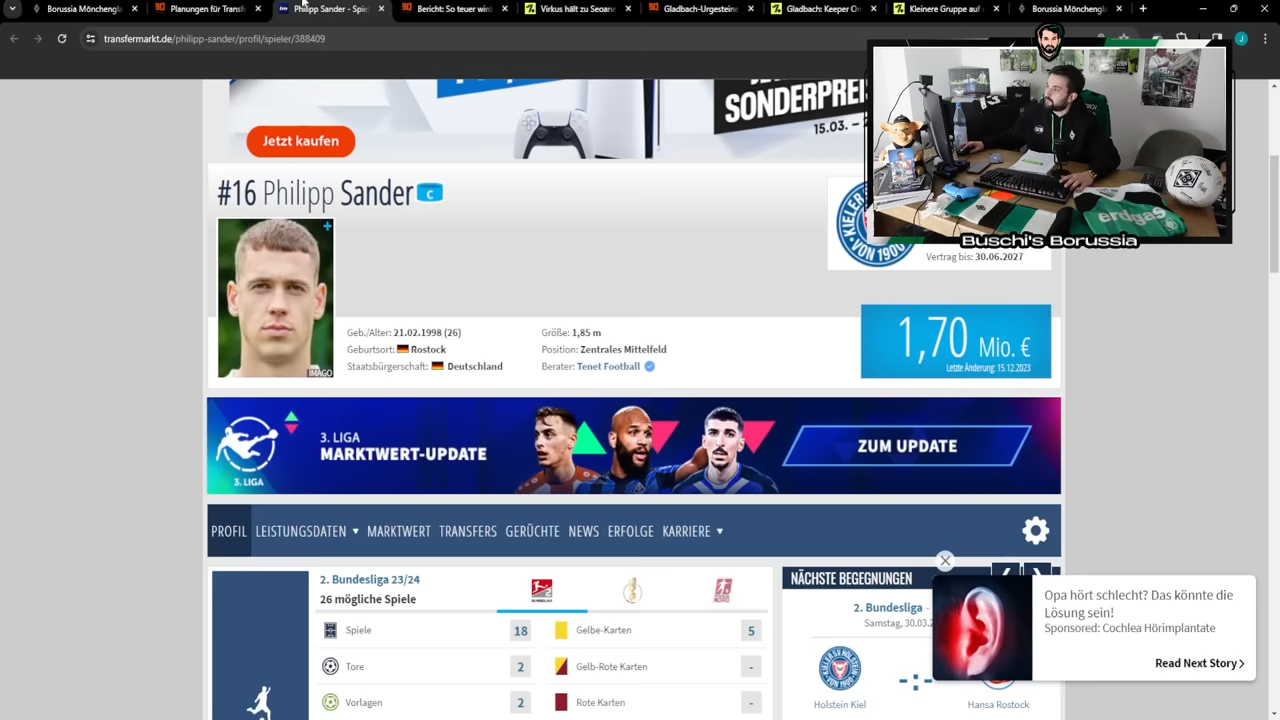 Borussia Mönchengla
Planungen für Transfe
Philipp Sander - Spie
Bericht: So teuer wird
Virkus hält zu Seoane
Gladbach-Urgesteine
Gladbach: Keeper On
Kleinere Gruppe auf
Borussia Mönchengla
transfermarkt.de/philipp-sander/profil/spieler/388409
SONDERPREI
15.03. –
Jetzt kaufen
#16 Philipp Sander C
KIELER S.V.
VON 1900
Vertrag bis: 30.06.2027
erdgas
Buschi's Borussia
IMAGO
Geb./Alter: 21.02.1998 (26)
Geburtsort: Rostock
Staatsbürgerschaft: Deutschland
Größe: 1,85 m
Position: Zentrales Mittelfeld
Berater: Tenet Football
1,70 Mio. €
Letzte Änderung: 15.12.2023
3. LIGA
3. LIGA
MARKTWERT-UPDATE
ZUM UPDATE
PROFIL LEISTUNGSDATEN MARKTWERT TRANSFERS GERÜCHTE NEWS ERFOLGE KARRIERE
2. Bundesliga 23/24
26 mögliche Spiele
Spiele 18
Gelbe-Karten 5
Tore 2
Gelb-Rote Karten -
Vorlagen 2
Rote Karten -
NÄCHSTE BEGEGNUNGEN
2. Bundesliga -
Samstag, 30.03.2
-:-
Holstein Kiel
Hansa Rostock
Opa hört schlecht? Das könnte die
Lösung sein!
Sponsored: Cochlea Hörimplantate
Read Next Story